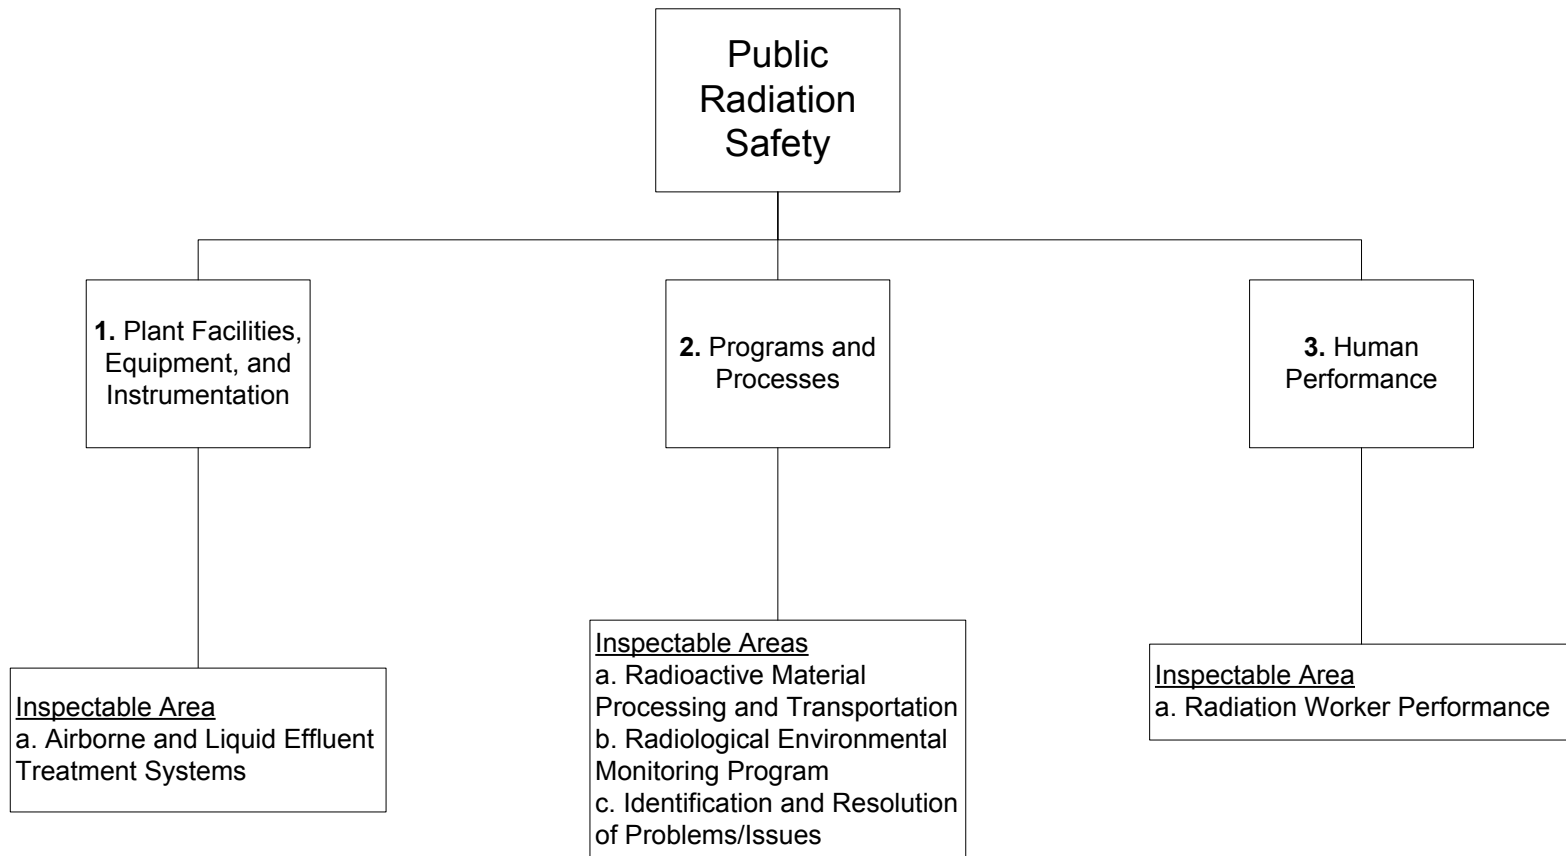 Public
Radiation
Safety
1. Plant Facilities,
Equipment, and
Instrumentation
2. Programs and
Processes
3. Human
Performance
Inspectable Area
a. Airborne and Liquid Effluent
Treatment Systems
Inspectable Areas
a. Radioactive Material
Processing and Transportation
b. Radiological Environmental
Monitoring Program
c. Identification and Resolution
of Problems/Issues
Inspectable Area
a. Radiation Worker Performance